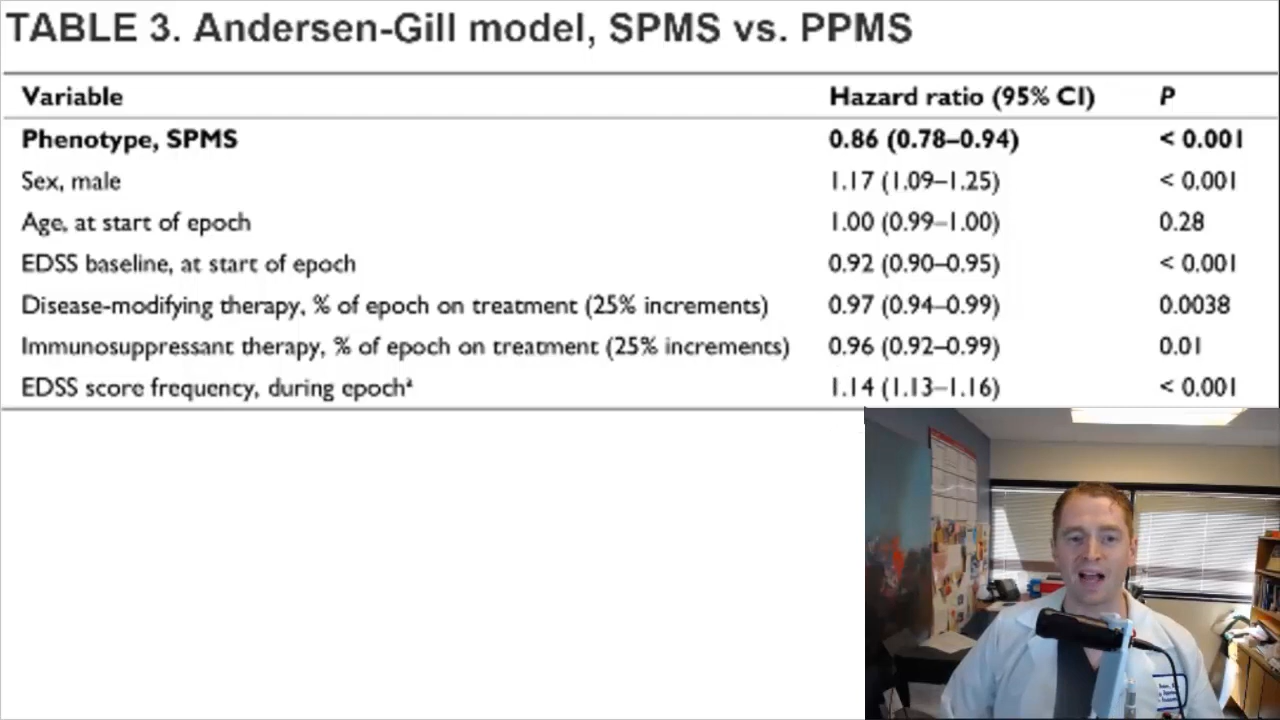 TABLE 3. Andersen-Gill model, SPMS vs. PPMS
Variable Hazard ratio (95% CI) P
Phenotype, SPMS 0.86 (0.78–0.94) < 0.001
Sex, male 1.17 (1.09–1.25) < 0.001
Age, at start of epoch 1.00 (0.99–1.00) 0.28
EDSS baseline, at start of epoch 0.92 (0.90–0.95) < 0.001
Disease-modifying therapy, % of epoch on treatment (25% increments) 0.97 (0.94–0.99) 0.0038
Immunosuppressant therapy, % of epoch on treatment (25% increments) 0.96 (0.92–0.99) 0.01
EDSS score frequency, during epochª 1.14 (1.13–1.16) < 0.001